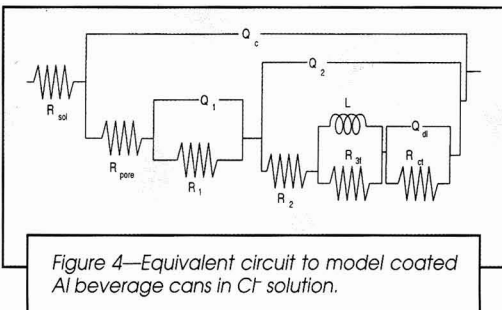 Q c
Q 2
R sol
Q 1
L
Q dl
R pore
R 1
R 2
R 3f
R ct
Figure 4—Equivalent circuit to model coated
Al beverage cans in Cl⁻ solution.